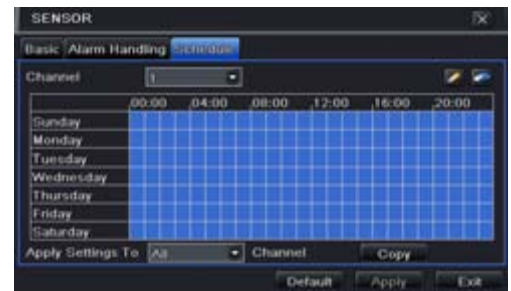 SENSOR
Basic Alarm Handling Schedule
Channel 1
00:00 04:00 08:00 12:00 16:00 20:00
Sunday
Monday
Tuesday
Wednesday
Thursday
Friday
Saturday
Apply Settings To All Channel Copy
Default Apply Exit